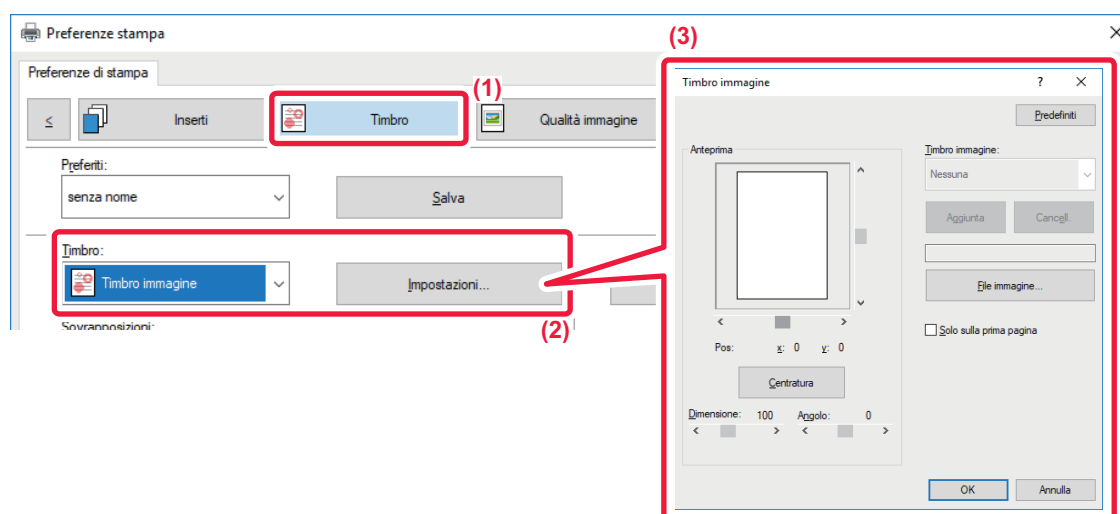 Preferenze stampa
Preferenze di stampa
(1)
<
Inserti
Timbro
Qualità immagine
Preferiti:
senza nome
Salva
Timbro:
Timbro immagine
Impostazioni...
(2)
Sovrapposizioni:
(3)
Timbro immagine
?
Predefiniti
Anteprima
Timbro immagine:
Nessuna
Aggiunta
Cancell.
File immagine...
Solo sulla prima pagina
Pos: x: 0 y: 0
Centratura
Dimensione: 100 Angolo: 0
OK
Annulla